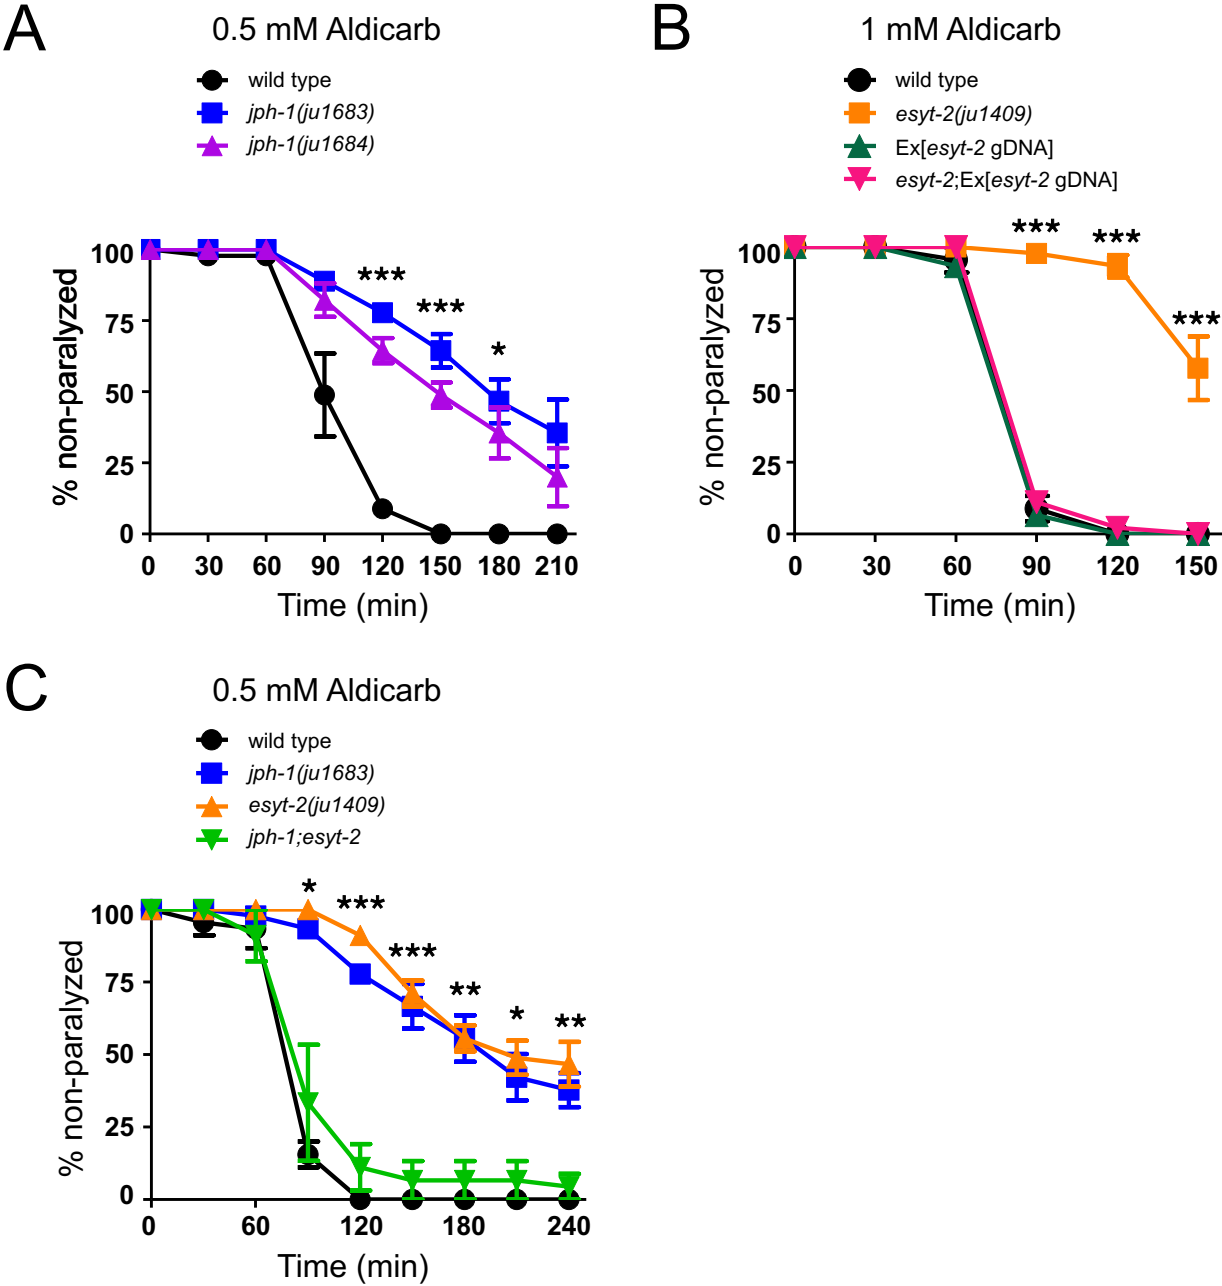 A
0.5 mM Aldicarb
wild type
jph-1(ju1683)
jph-1(ju1684)
% non-paralyzed
100
75
50
25
0
***
***
*
0 30 60 90 120 150 180 210
Time (min)
B
1 mM Aldicarb
wild type
esyt-2(ju1409)
Ex[esyt-2 gDNA]
esyt-2;Ex[esyt-2 gDNA]
% non-paralyzed
100
75
50
25
0
***
***
***
0 30 60 90 120 150
Time (min)
C
0.5 mM Aldicarb
wild type
jph-1(ju1683)
esyt-2(ju1409)
jph-1;esyt-2
% non-paralyzed
100
75
50
25
0
*
***
***
**
*
**
0 60 120 180 240
Time (min)